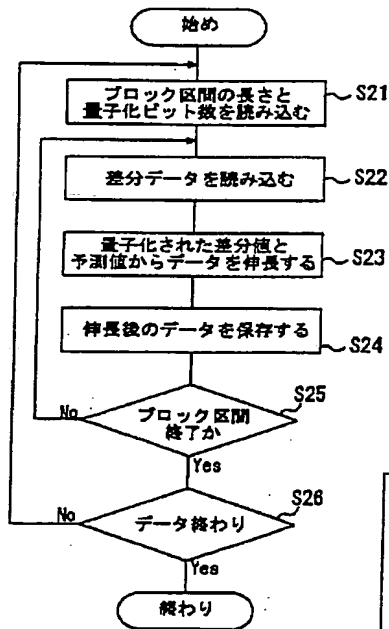 始め
ブロック区間の長さと
量子化ビット数を読み込む
S21
差分データを読み込む
S22
量子化された差分値と
予測値からデータを伸長する
S23
伸長後のデータを保存する
S24
S25
ブロック区間
終了か
No
Yes
S26
データ終わり
No
Yes
終わり